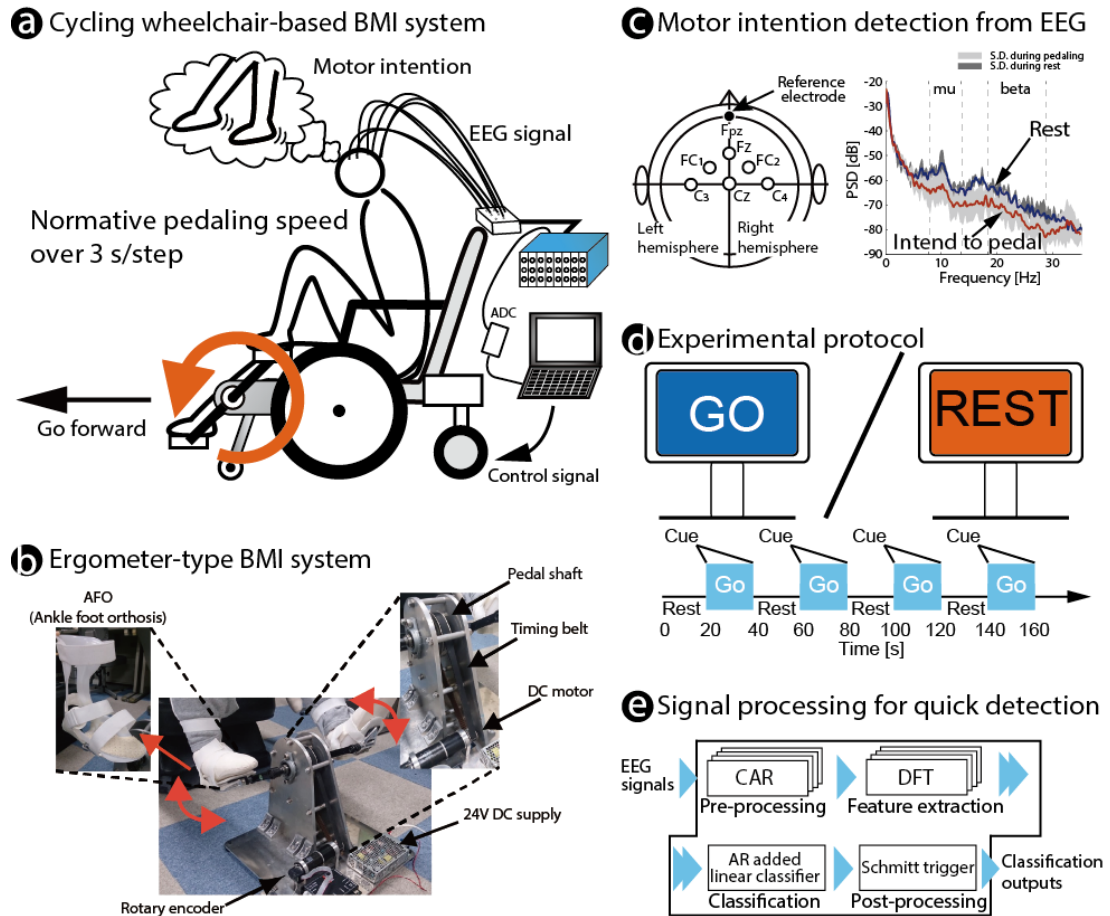 a Cycling wheelchair-based BMI system
Motor intention
EEG signal
Normative pedaling speed
over 3 s/step
ADC
Go forward
Control signal
b Ergometer-type BMI system
AFO
(Ankle foot orthosis)
Pedal shaft
Timing belt
DC motor
24V DC supply
Rotary encoder
c Motor intention detection from EEG
Reference
electrode
Fpz
Fz
FC1
FC2
C3
Cz
C4
Left
hemisphere
Right
hemisphere
S.D. during pedaling
S.D. during rest
mu
beta
Rest
Intend to pedal
PSD [dB]
-20
-30
-40
-50
-60
-70
-80
-90
0 10 20 30
Frequency [Hz]
d Experimental protocol
GO
REST
Cue Cue Cue Cue
Go Go Go Go
Rest Rest Rest Rest
0 20 40 60 80 100 120 140 160
Time [s]
e Signal processing for quick detection
EEG
signals
CAR
Pre-processing
DFT
Feature extraction
AR added
linear classifier
Classification
Schmitt trigger
Post-processing
Classification
outputs